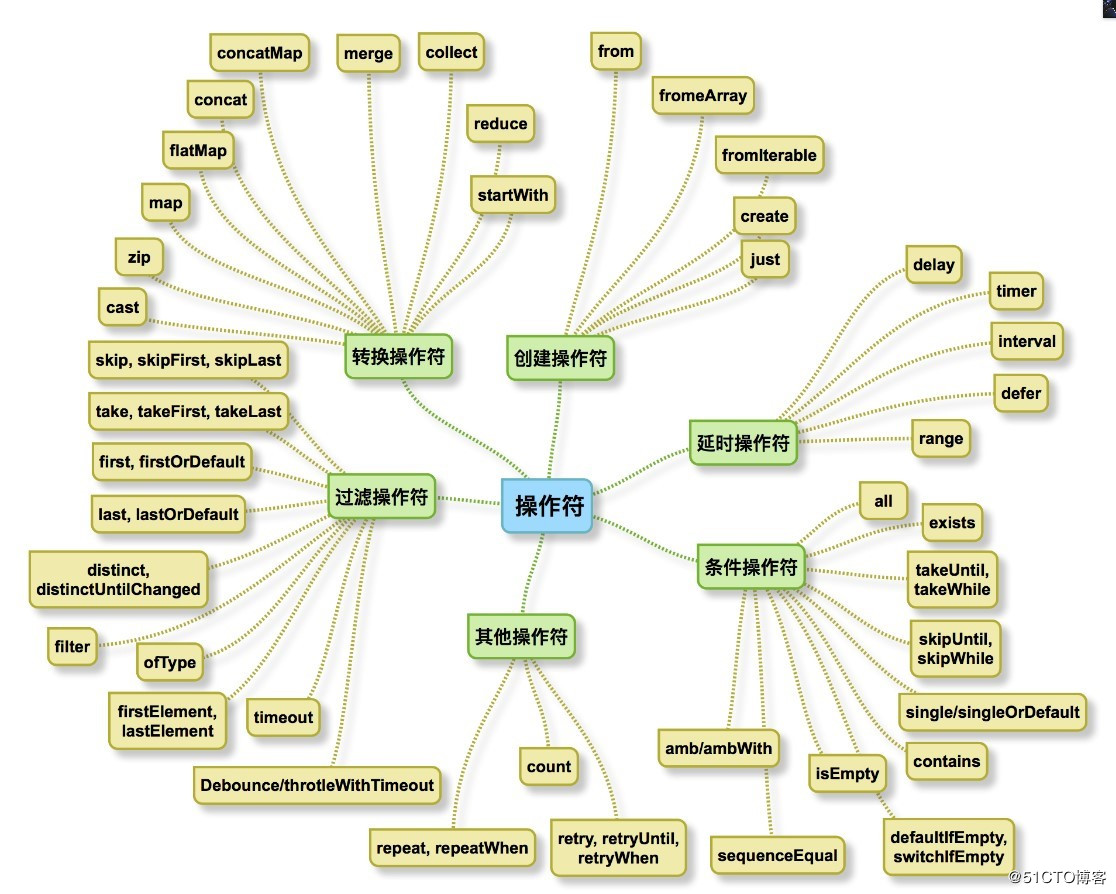 concatMap
merge
collect
from
concat
fromeArray
reduce
flatMap
fromIterable
map
startWith
create
zip
just
delay
cast
timer
转换操作符
创建操作符
interval
skip, skipFirst, skipLast
defer
take, takeFirst, takeLast
延时操作符
range
first, firstOrDefault
过滤操作符
操作符
all
last, lastOrDefault
exists
条件操作符
distinct,
distinctUntilChanged
takeUntil,
takeWhile
其他操作符
filter
ofType
skipUntil,
skipWhile
firstElement,
lastElement
timeout
single/singleOrDefault
amb/ambWith
count
isEmpty
contains
Debounce/throtleWithTimeout
repeat, repeatWhen
retry, retryUntil,
retryWhen
sequenceEqual
defaultIfEmpty,
switchIfEmpty
@51CTO博客